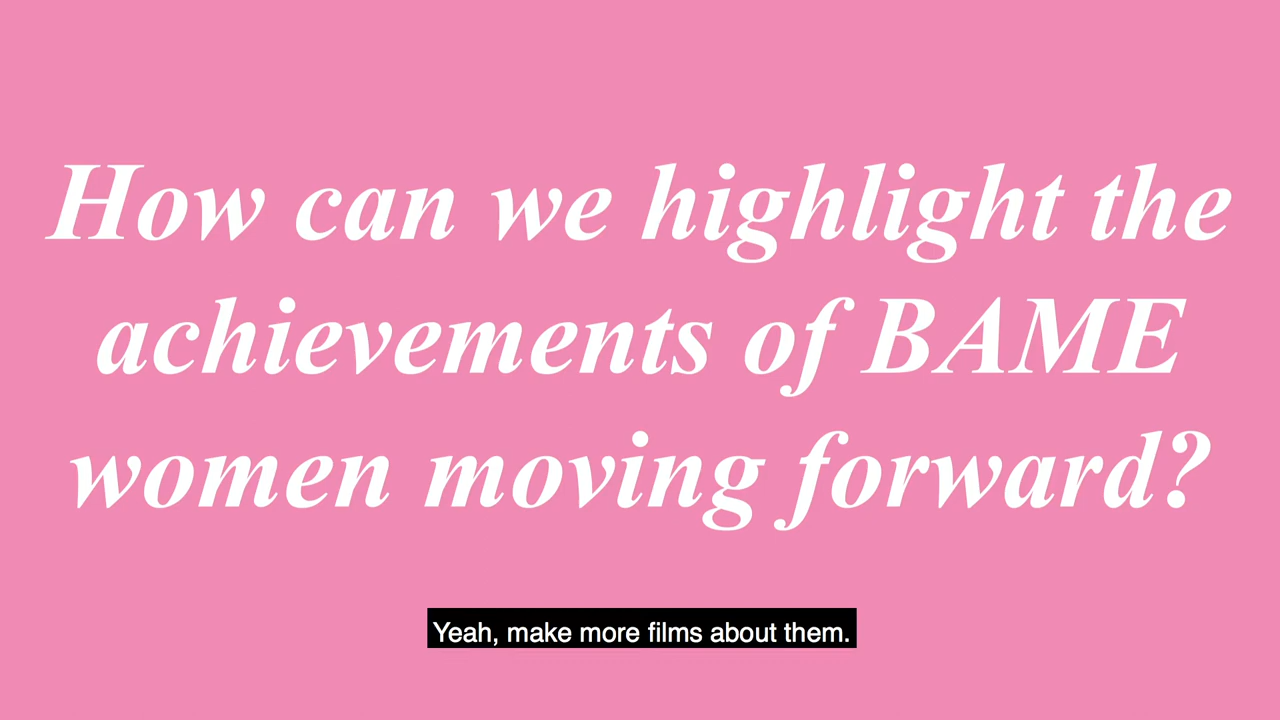 How can we highlight the
achievements of BAME
women moving forward?
Yeah, make more films about them.